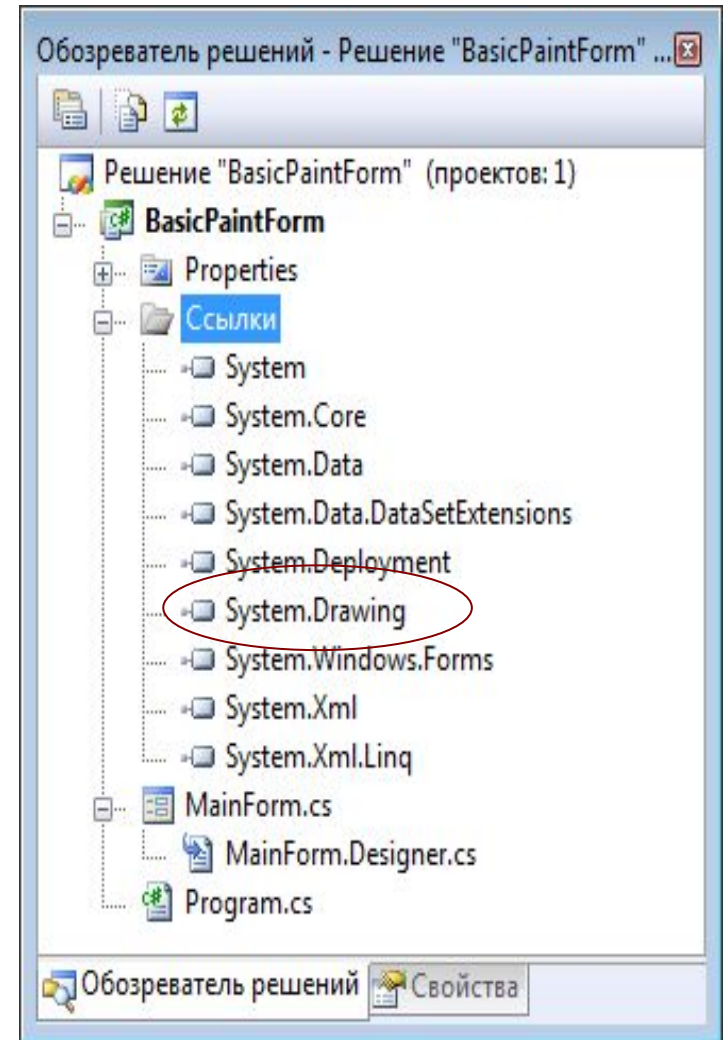 Обозреватель решений - Решение "BasicPaintForm" ...
Решение "BasicPaintForm" (проектов: 1)
BasicPaintForm
Properties
Ссылки
System
System.Core
System.Data
System.Data.DataSetExtensions
System.Deployment
System.Drawing
System.Windows.Forms
System.Xml
System.Xml.Linq
MainForm.cs
MainForm.Designer.cs
Program.cs
Обозреватель решений Свойства